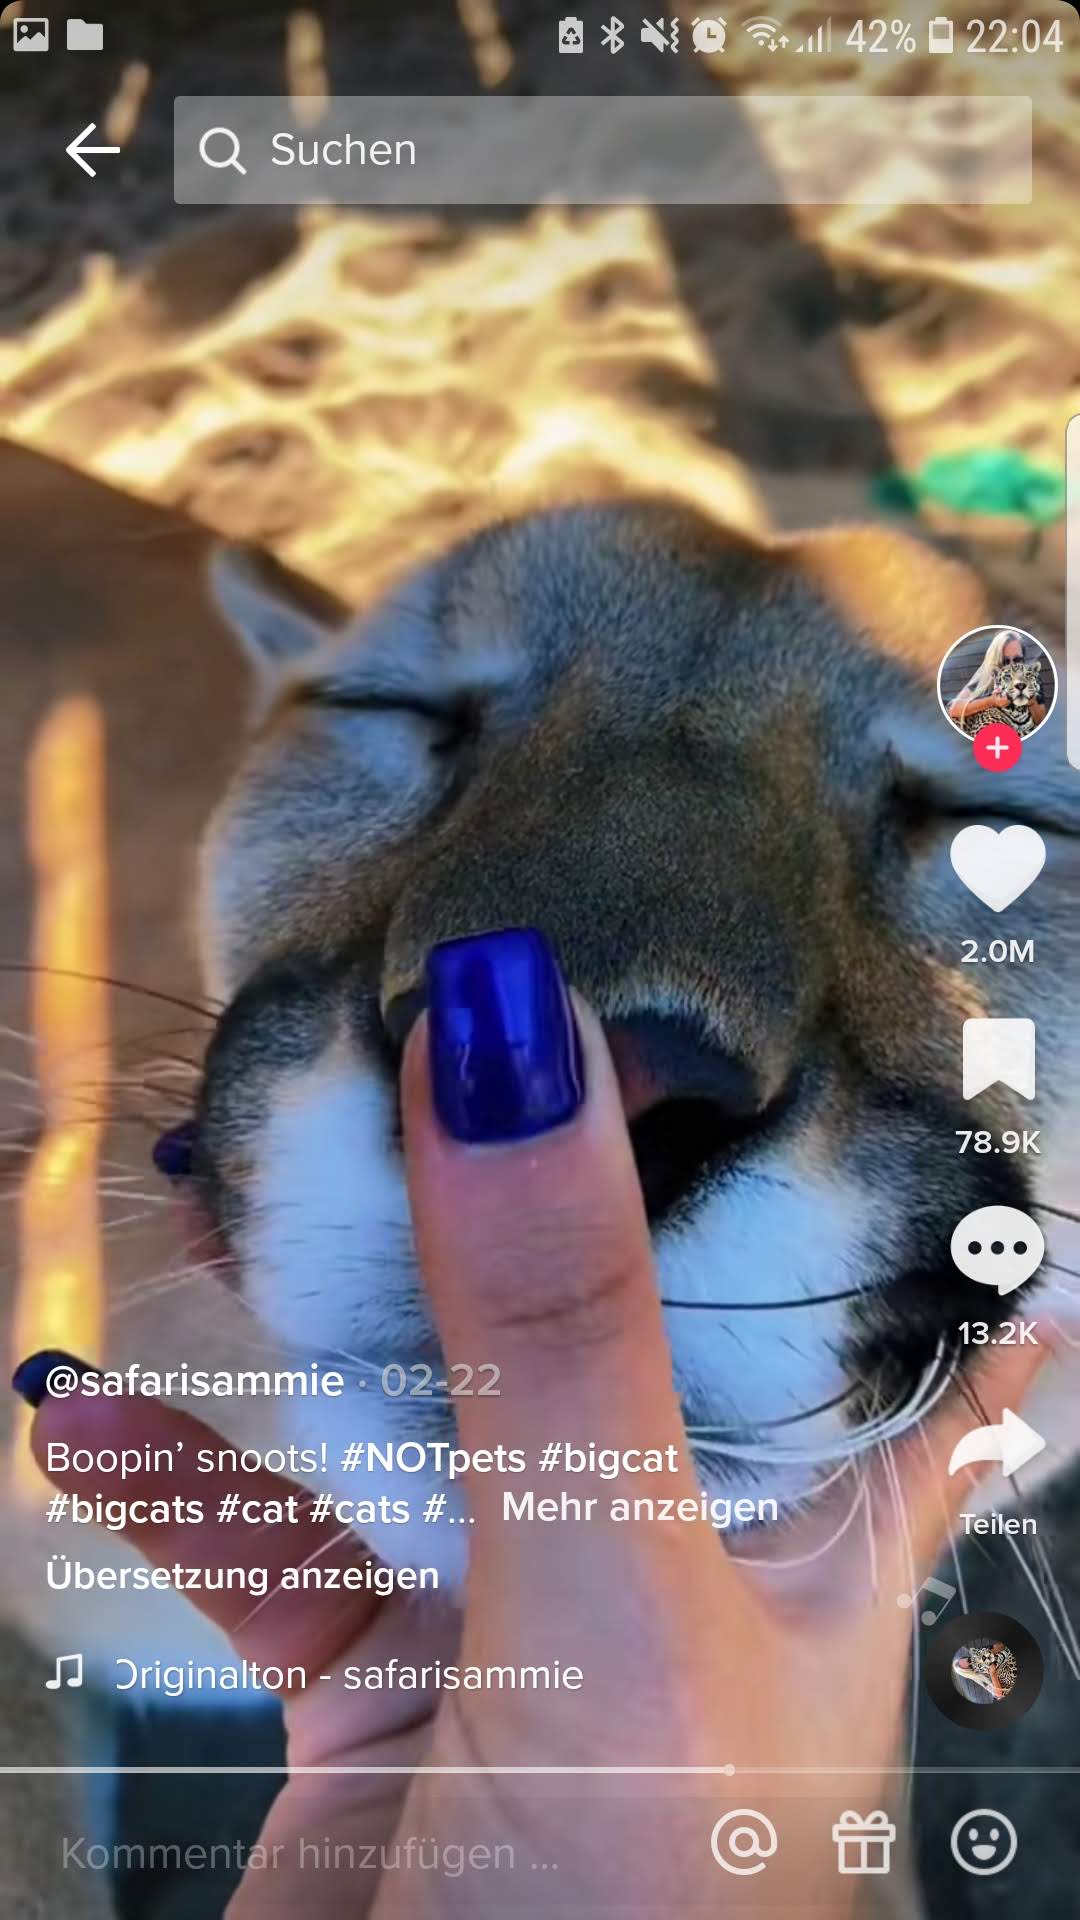 42% 22:04
Suchen
2.0M
78.9K
13.2K
@safarisammie · 02-22
Boopin’ snoots! #NOTpets #bigcat
#bigcats #cat #cats #... Mehr anzeigen
Teilen
Übersetzung anzeigen
Originalton - safarisammie
Kommentar hinzufügen ...